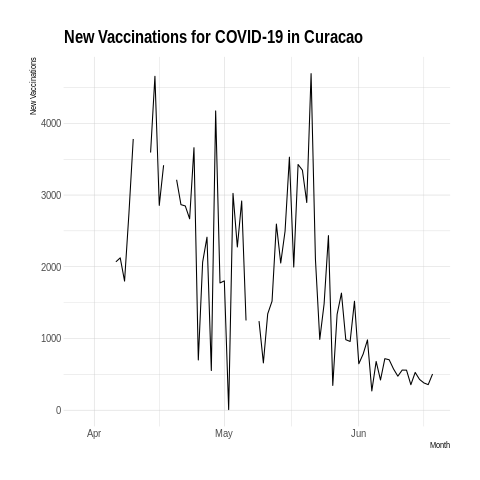 New Vaccinations for COVID-19 in Curacao
New Vaccinations
4000
3000
2000
1000
0
Apr
May
Jun
Month